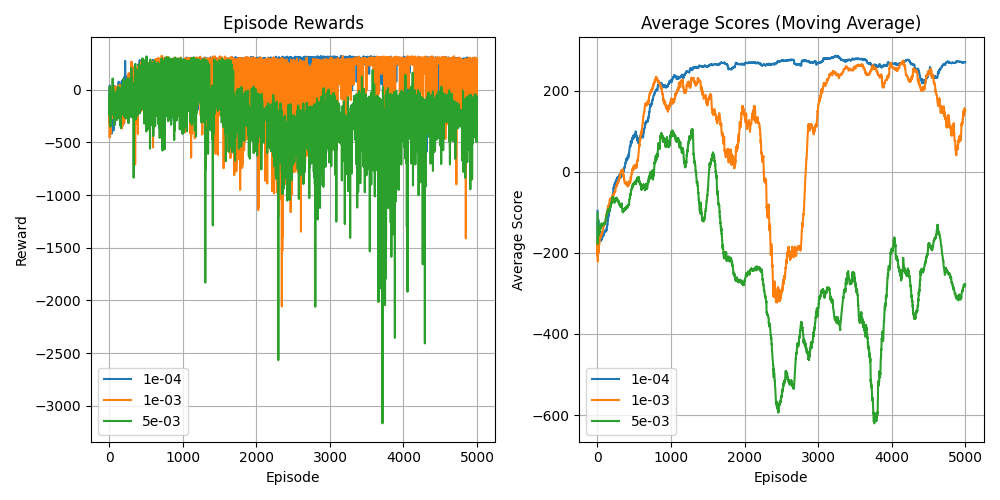 Episode Rewards
0
−500
−1000
−1500
−2000
−2500
−3000
Reward
1e-04
1e-03
5e-03
0 1000 2000 3000 4000 5000
Episode
Average Scores (Moving Average)
200
0
−200
−400
−600
Average Score
1e-04
1e-03
5e-03
0 1000 2000 3000 4000 5000
Episode